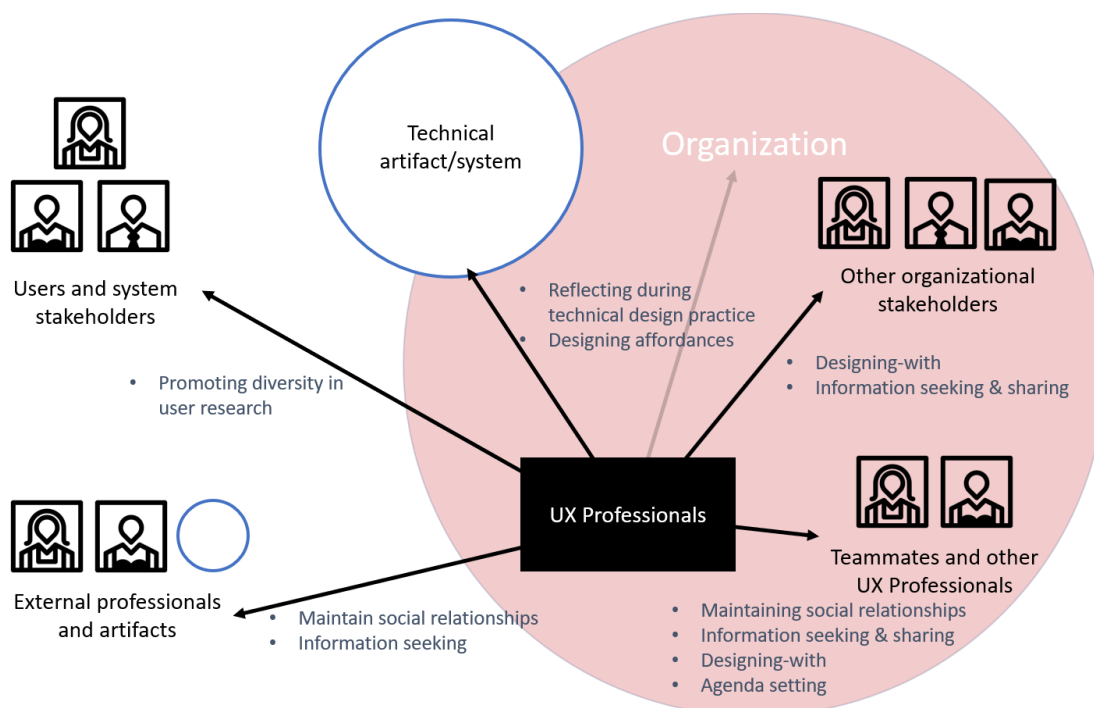 Technical
artifact/system
Organization
Users and system
stakeholders
Other organizational
stakeholders
• Reflecting during
technical design practice
• Designing affordances
• Promoting diversity in
user research
• Designing-with
• Information seeking & sharing
UX Professionals
Teammates and other
UX Professionals
External professionals
and artifacts
• Maintain social relationships
• Information seeking
• Maintaining social relationships
• Information seeking & sharing
• Designing-with
• Agenda setting